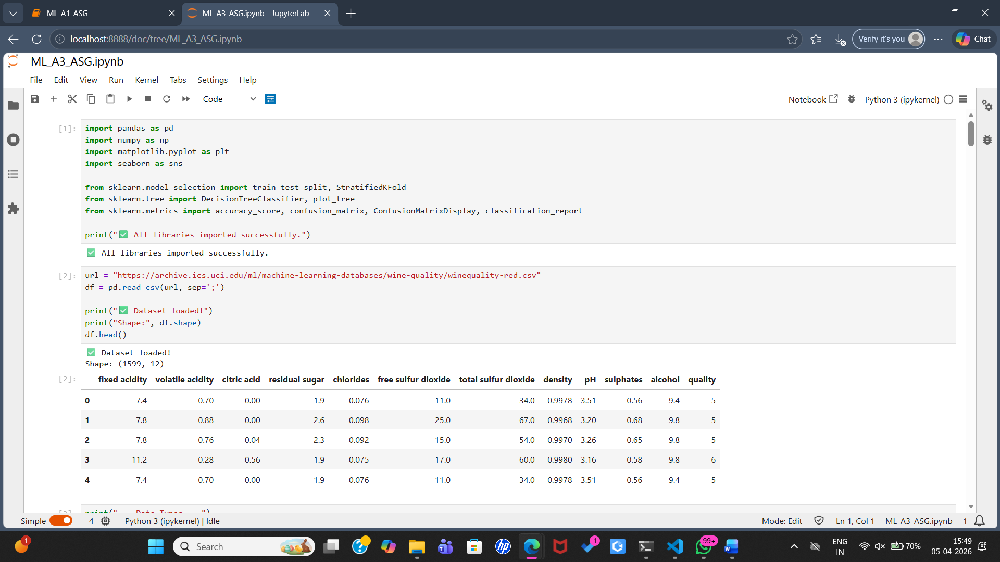 ML_A1_ASG
ML_A3_ASG.ipynb - JupyterLab
localhost:8888/doc/tree/ML_A3_ASG.ipynb
Verify it's you
Chat
ML_A3_ASG.ipynb
File Edit View Run Kernel Tabs Settings Help
Code
Notebook
Python 3 (ipykernel)
[1]:
import pandas as pd
import numpy as np
import matplotlib.pyplot as plt
import seaborn as sns
from sklearn.model_selection import train_test_split, StratifiedKFold
from sklearn.tree import DecisionTreeClassifier, plot_tree
from sklearn.metrics import accuracy_score, confusion_matrix, ConfusionMatrixDisplay, classification_report
print("✅ All libraries imported successfully.")
✅ All libraries imported successfully.
[2]:
url = "https://archive.ics.uci.edu/ml/machine-learning-databases/wine-quality/winequality-red.csv"
df = pd.read_csv(url, sep=';')
print("✅ Dataset loaded!")
print("Shape:", df.shape)
df.head()
✅ Dataset loaded!
Shape: (1599, 12)
[2]:
fixed acidity volatile acidity citric acid residual sugar chlorides free sulfur dioxide total sulfur dioxide density pH sulphates alcohol quality
0 7.4 0.70 0.00 1.9 0.076 11.0 34.0 0.9978 3.51 0.56 9.4 5
1 7.8 0.88 0.00 2.6 0.098 25.0 67.0 0.9968 3.20 0.68 9.8 5
2 7.8 0.76 0.04 2.3 0.092 15.0 54.0 0.9970 3.26 0.65 9.8 5
3 11.2 0.28 0.56 1.9 0.075 17.0 60.0 0.9980 3.16 0.58 9.8 6
4 7.4 0.70 0.00 1.9 0.076 11.0 34.0 0.9978 3.51 0.56 9.4 5
Simple 4 Python 3 (ipykernel) | Idle
Mode: Edit Ln 1, Col 1 ML_A3_ASG.ipynb 1
1
Search
hp
1
99+
ENG
IN
70%
15:49
05-04-2026